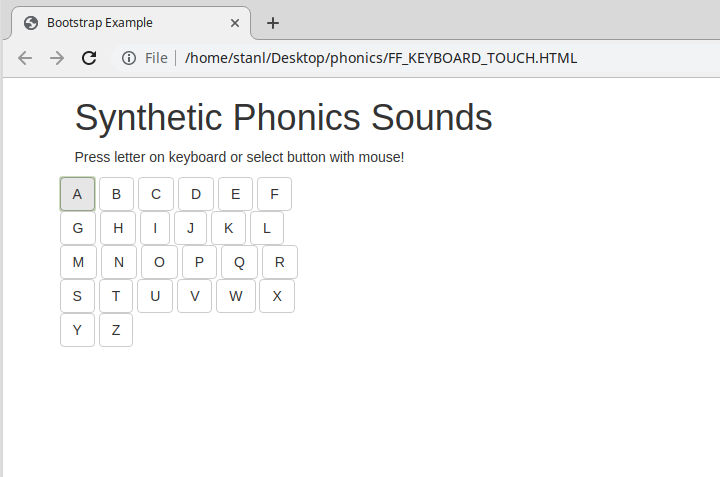 Bootstrap Example
File /home/stanl/Desktop/phonics/FF_KEYBOARD_TOUCH.HTML
Synthetic Phonics Sounds
Press letter on keyboard or select button with mouse!
A B C D E F
G H I J K L
M N O P Q R
S T U V W X
Y Z